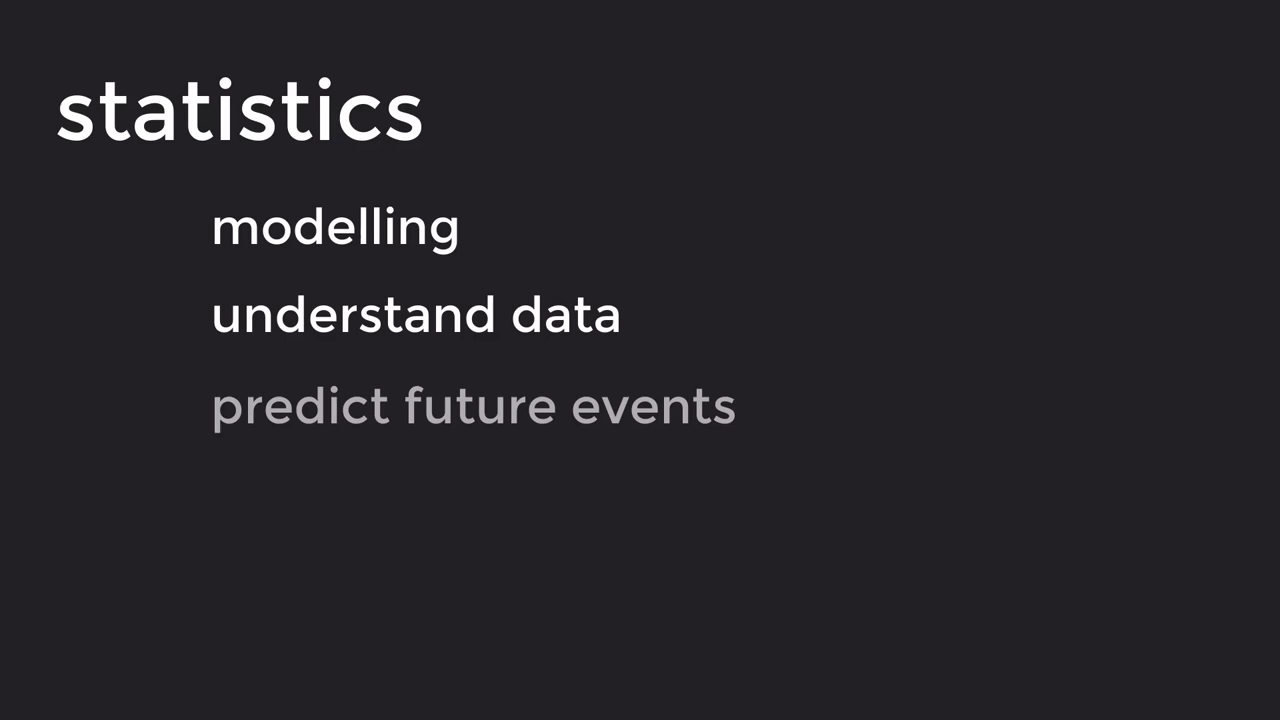 statistics
modelling
understand data
predict future events